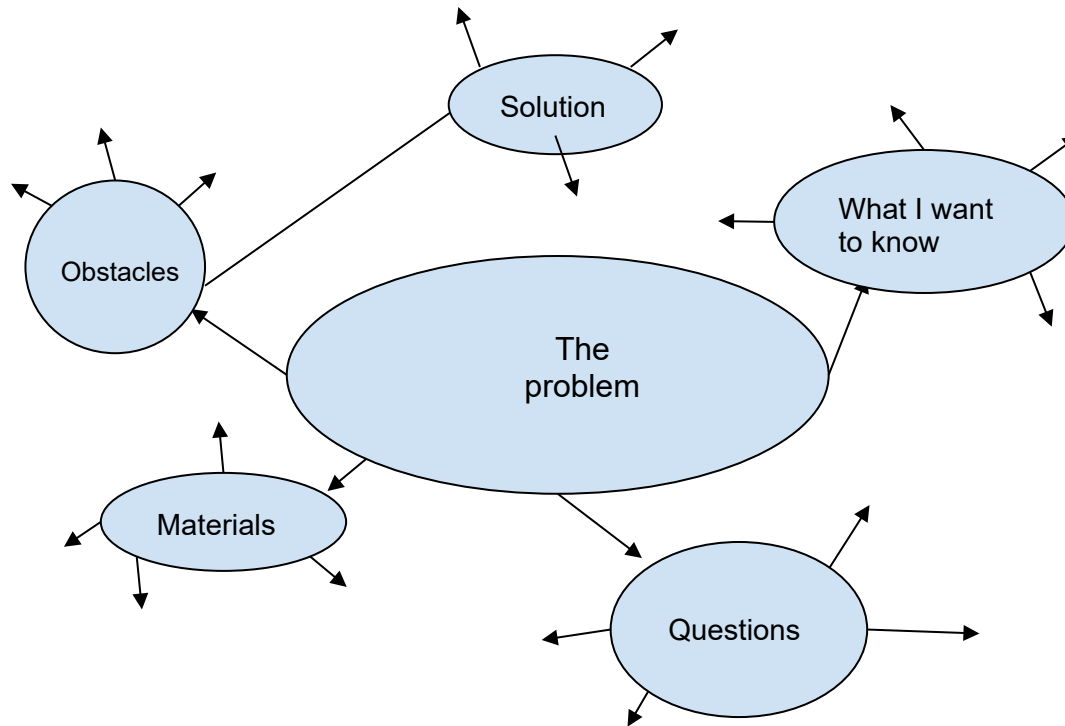 Solution
What I want
to know
Obstacles
The
problem
Materials
Questions